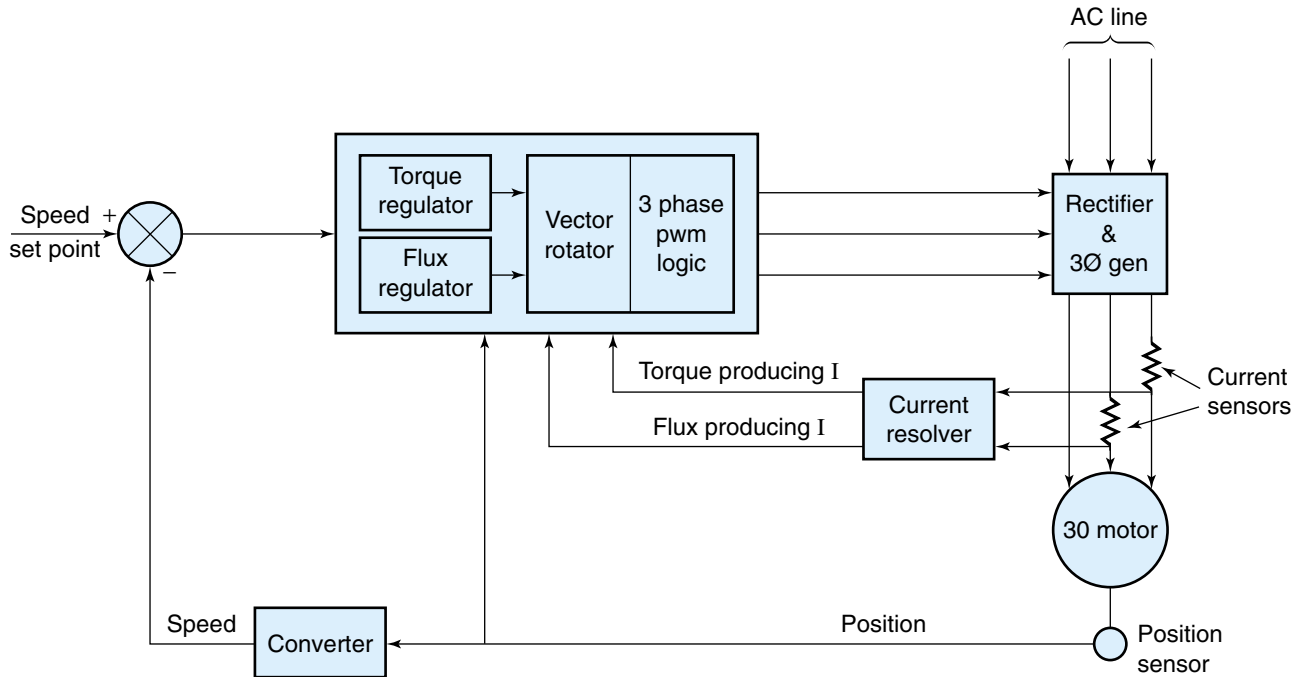 AC line
Speed +
set point
−
Torque
regulator
Flux
regulator
Vector
rotator
3 phase
pwm
logic
Rectifier
&
3Ø gen
Torque producing I
Flux producing I
Current
resolver
Current
sensors
30 motor
Speed
Converter
Position
Position
sensor